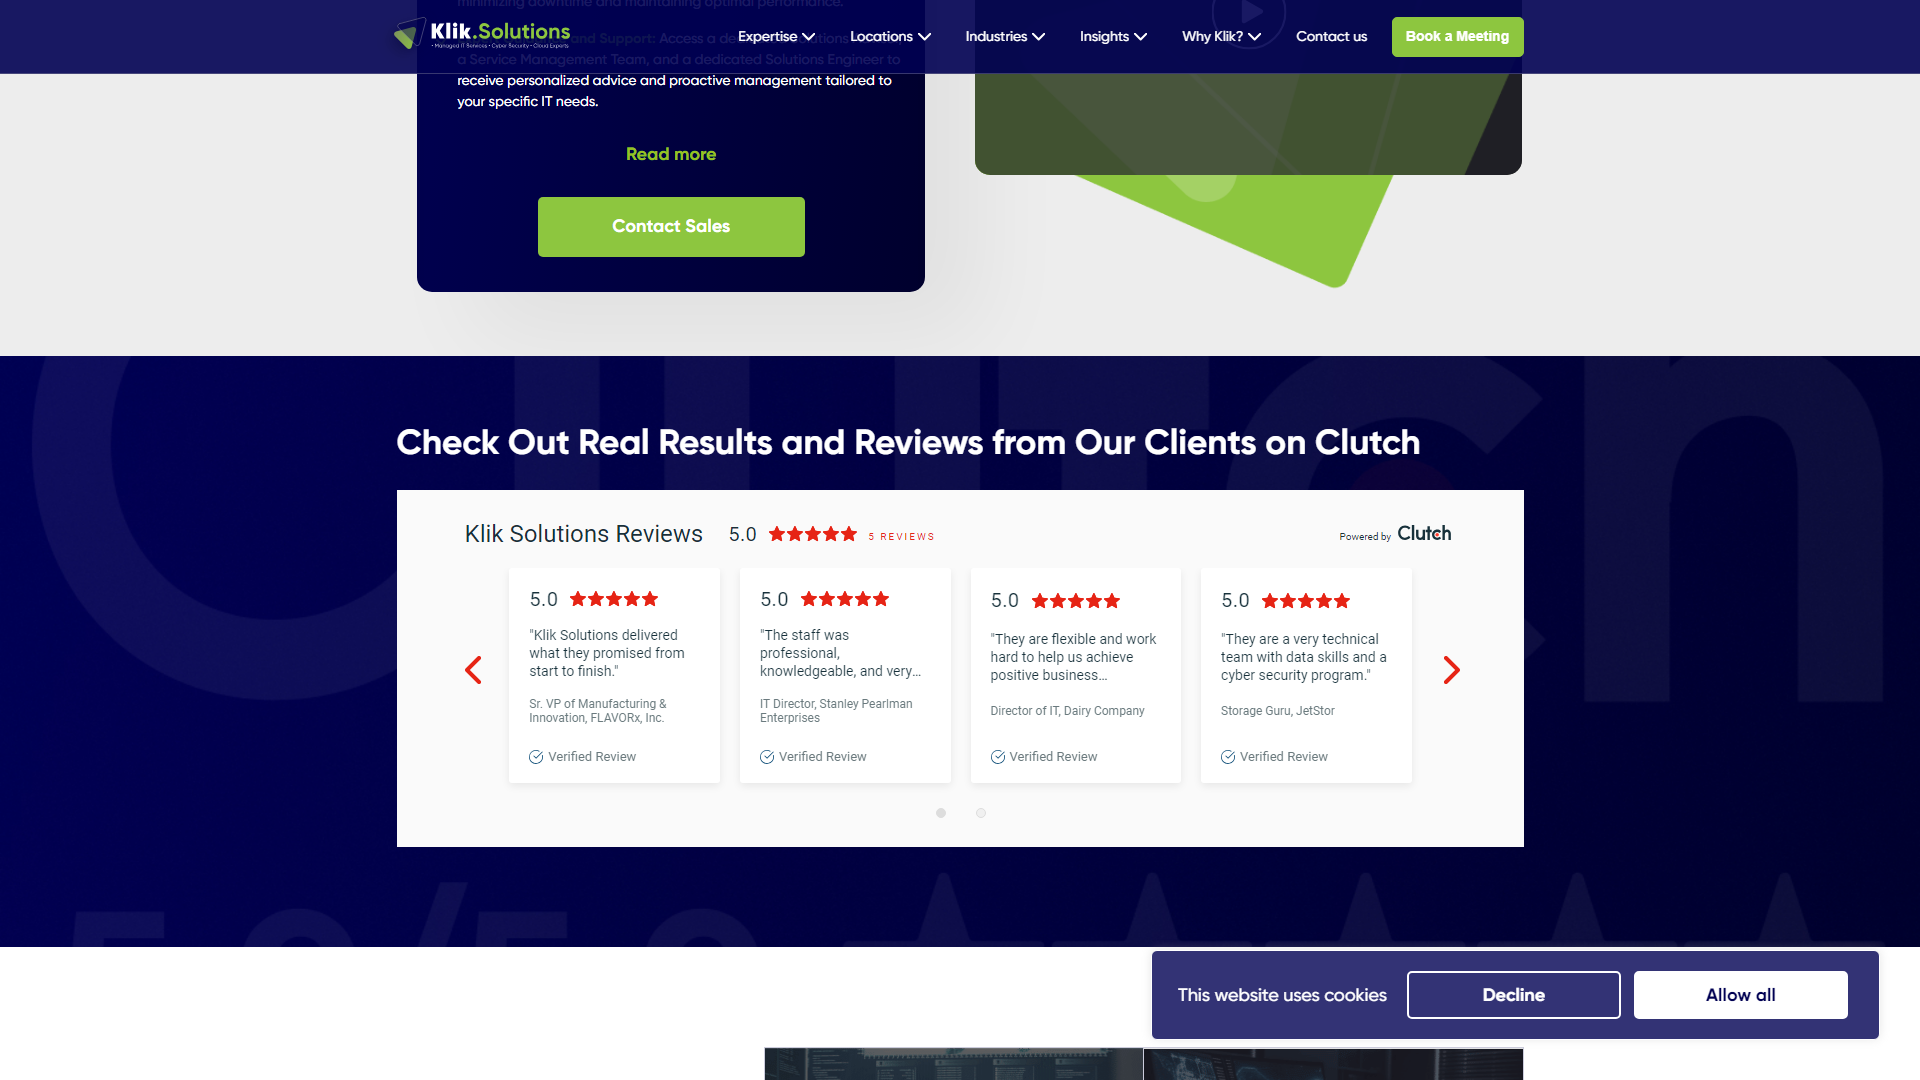 minimizing downtime and maintaining optimal performance.
Klik.Solutions
• Managed IT Services • Cyber Security • Cloud Experts
Expertise
Locations
Industries
Insights
Why Klik?
Contact us
Book a Meeting
and Support: Access a
a Service Management Team, and a dedicated Solutions Engineer to
receive personalized advice and proactive management tailored to
your specific IT needs.
Read more
Contact Sales
Check Out Real Results and Reviews from Our Clients on Clutch
Klik Solutions Reviews
5.0
5 REVIEWS
Powered by Clutch
5.0
"Klik Solutions delivered
what they promised from
start to finish."
Sr. VP of Manufacturing &
Innovation, FLAVORx, Inc.
Verified Review
5.0
"The staff was
professional,
knowledgeable, and very...
IT Director, Stanley Pearlman
Enterprises
Verified Review
5.0
"They are flexible and work
hard to help us achieve
positive business...
Director of IT, Dairy Company
Verified Review
5.0
"They are a very technical
team with data skills and a
cyber security program."
Storage Guru, JetStor
Verified Review
This website uses cookies
Decline
Allow all